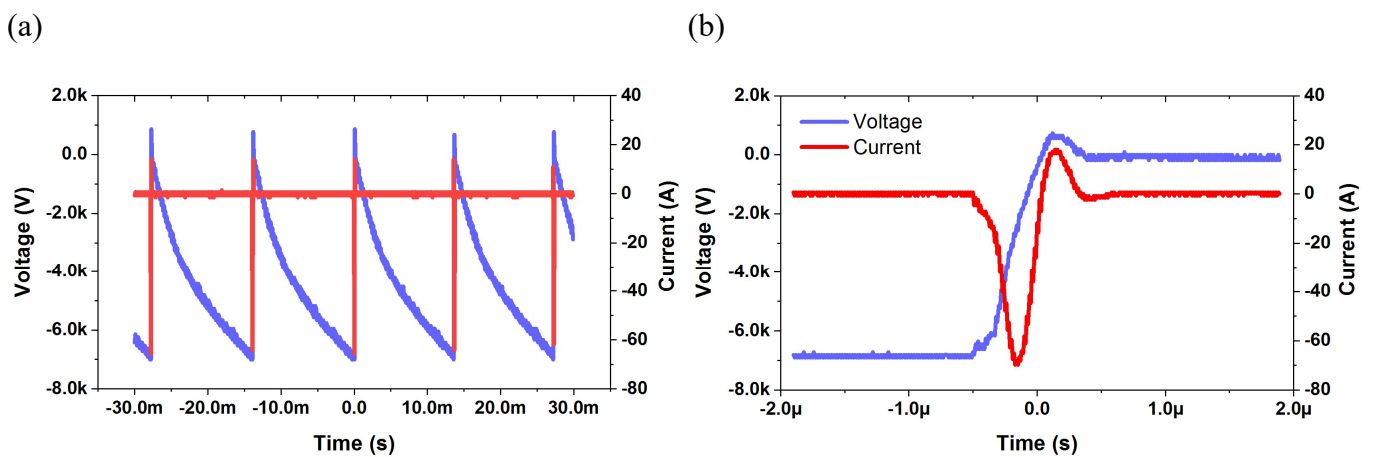 (a)
(b)
2.0k
0.0
-2.0k
-4.0k
-6.0k
-8.0k
Voltage (V)
40
20
0
-20
-40
-60
-80
Current (A)
-30.0m -20.0m -10.0m 0.0 10.0m 20.0m 30.0m
Time (s)
2.0k
0.0
-2.0k
-4.0k
-6.0k
-8.0k
Voltage (V)
Voltage
Current
40
20
0
-20
-40
-60
-80
Current (A)
-2.0µ -1.0µ 0.0 1.0µ 2.0µ
Time (s)